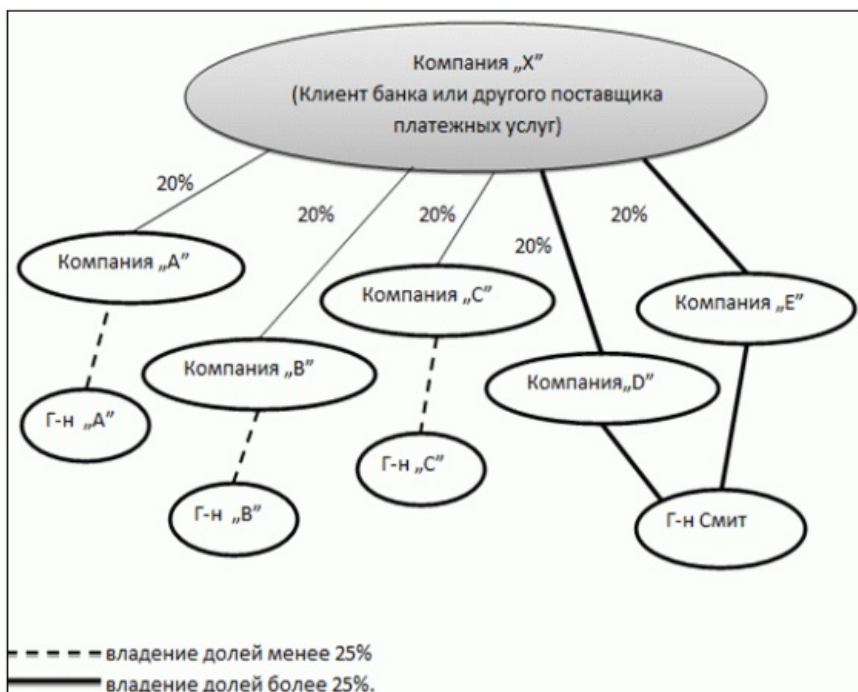 Компания „X”
(Клиент банка или другого поставщика
платежных услуг)
20%
20%
20%
20%
20%
Компания „A”
Компания „C”
Компания „E”
Компания „B”
Компания„D”
Г-н „A”
Г-н „C”
Г-н „B”
Г-н Смит
владение долей менее 25%
владение долей более 25%.